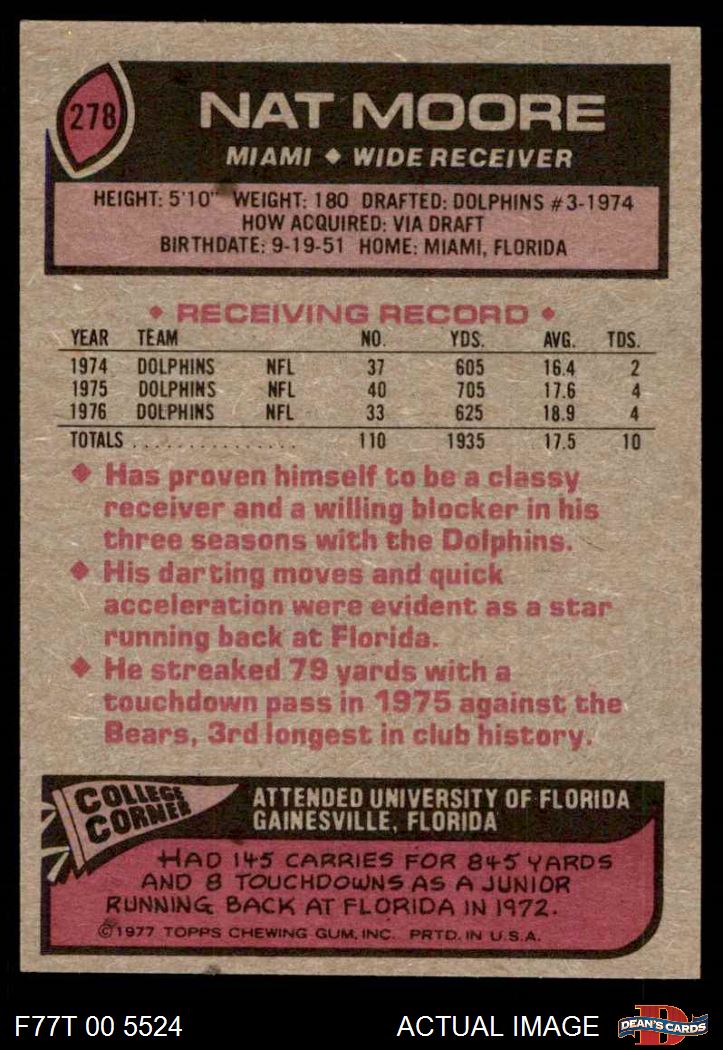 278
NAT MOORE
MIAMI ♦ WIDE RECEIVER
HEIGHT: 5'10" WEIGHT: 180 DRAFTED: DOLPHINS #3-1974
HOW ACQUIRED: VIA DRAFT
BIRTHDATE: 9-19-51 HOME: MIAMI, FLORIDA
♦ RECEIVING RECORD ♦
YEAR TEAM NO. YDS. AVG. TDS.
1974 DOLPHINS NFL 37 605 16.4 2
1975 DOLPHINS NFL 40 705 17.6 4
1976 DOLPHINS NFL 33 625 18.9 4
TOTALS . . . . . . . . . . . . . . . . 110 1935 17.5 10
♦ Has proven himself to be a classy
receiver and a willing blocker in his
three seasons with the Dolphins.
♦ His darting moves and quick
acceleration were evident as a star
running back at Florida.
♦ He streaked 79 yards with a
touchdown pass in 1975 against the
Bears, 3rd longest in club history.
COLLEGE
CORNER
ATTENDED UNIVERSITY OF FLORIDA
GAINESVILLE, FLORIDA
HAD 145 CARRIES FOR 845 YARDS
AND 8 TOUCHDOWNS AS A JUNIOR
RUNNING BACK AT FLORIDA IN 1972.
©1977 TOPPS CHEWING GUM, INC. PRTD. IN U.S.A.
F77T 00 5524 ACTUAL IMAGE
D
DEAN'S CARDS